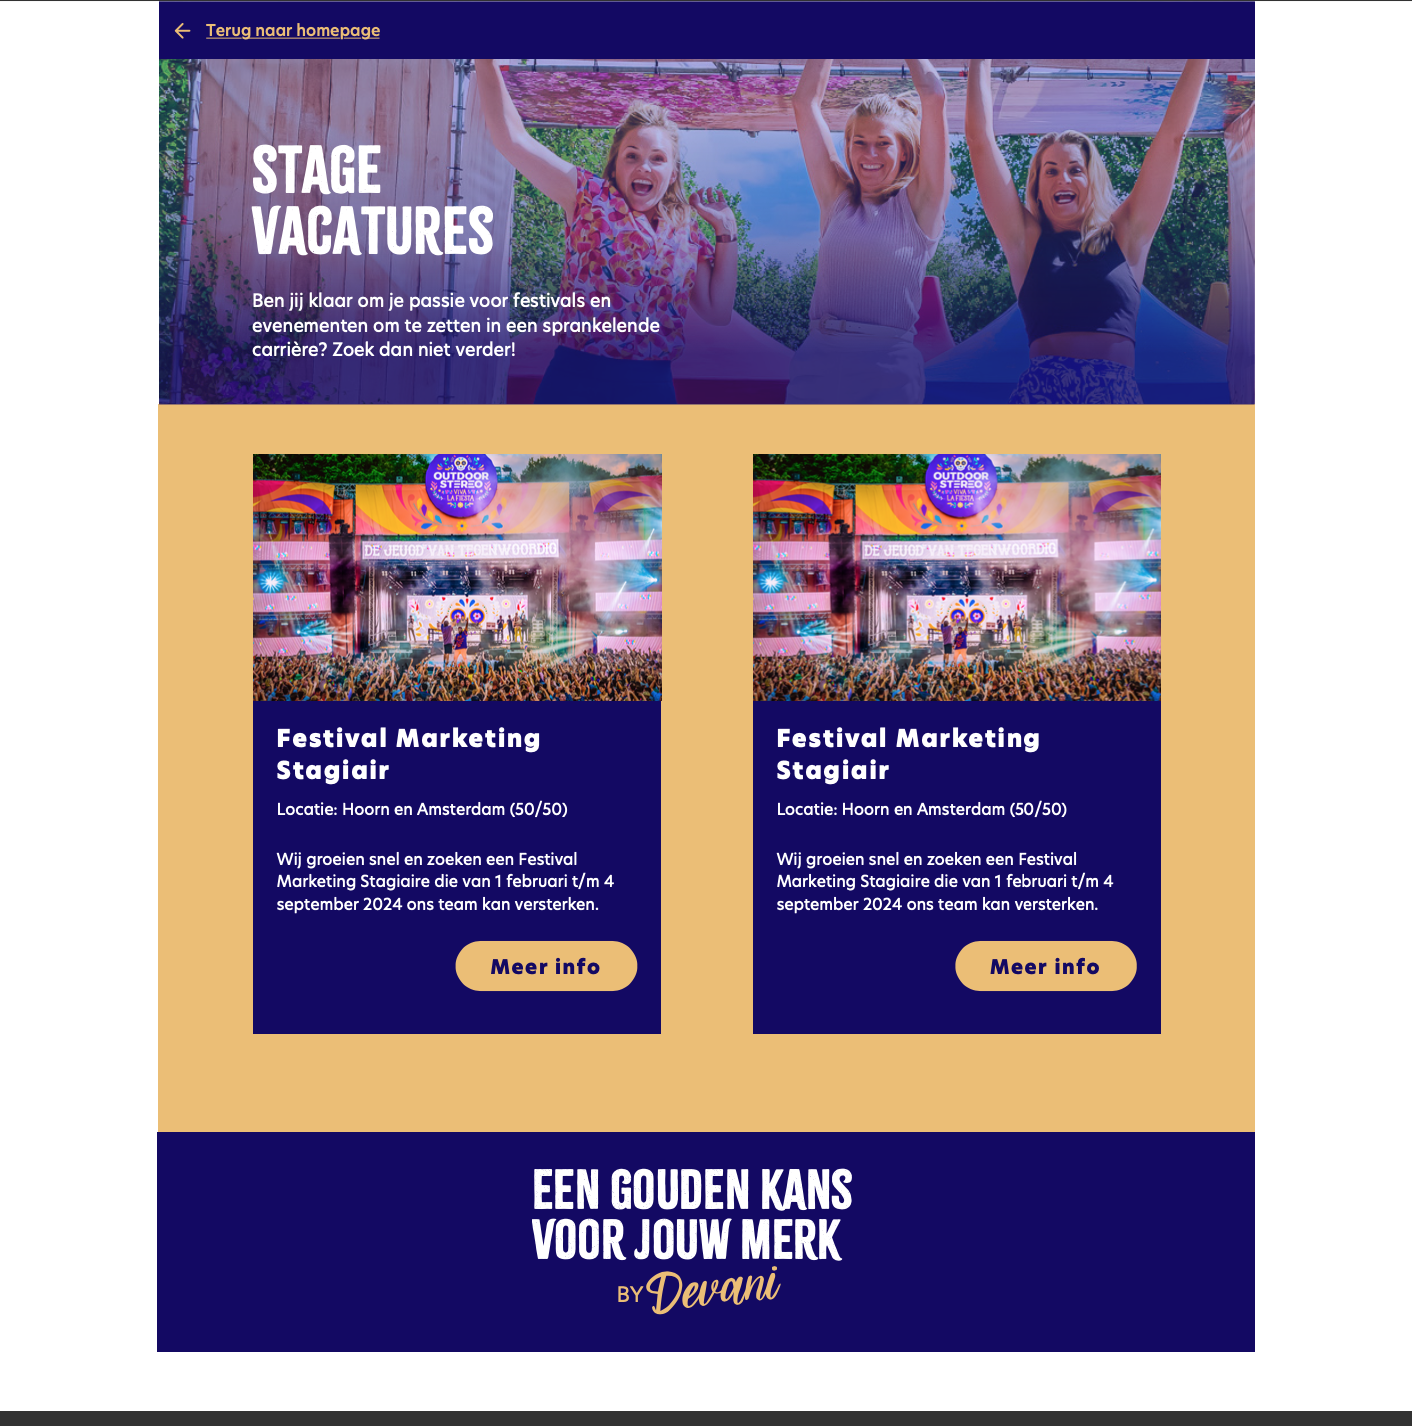 Terug naar homepage
STAGE
VACATURES
Ben jij klaar om je passie voor festivals en
evenementen om te zetten in een sprankelende
carrière? Zoek dan niet verder!
OUTDOOR
STEREO
VIVA
LA FIESTA
DE JEUGD VAN TEGENWOORDIG
Festival Marketing
Stagiair
Locatie: Hoorn en Amsterdam (50/50)
Wij groeien snel en zoeken een Festival
Marketing Stagiaire die van 1 februari t/m 4
september 2024 ons team kan versterken.
Meer info
OUTDOOR
STEREO
VIVA
LA FIESTA
DE JEUGD VAN TEGENWOORDIG
Festival Marketing
Stagiair
Locatie: Hoorn en Amsterdam (50/50)
Wij groeien snel en zoeken een Festival
Marketing Stagiaire die van 1 februari t/m 4
september 2024 ons team kan versterken.
Meer info
EEN GOUDEN KANS
VOOR JOUW MERK
BY Devani